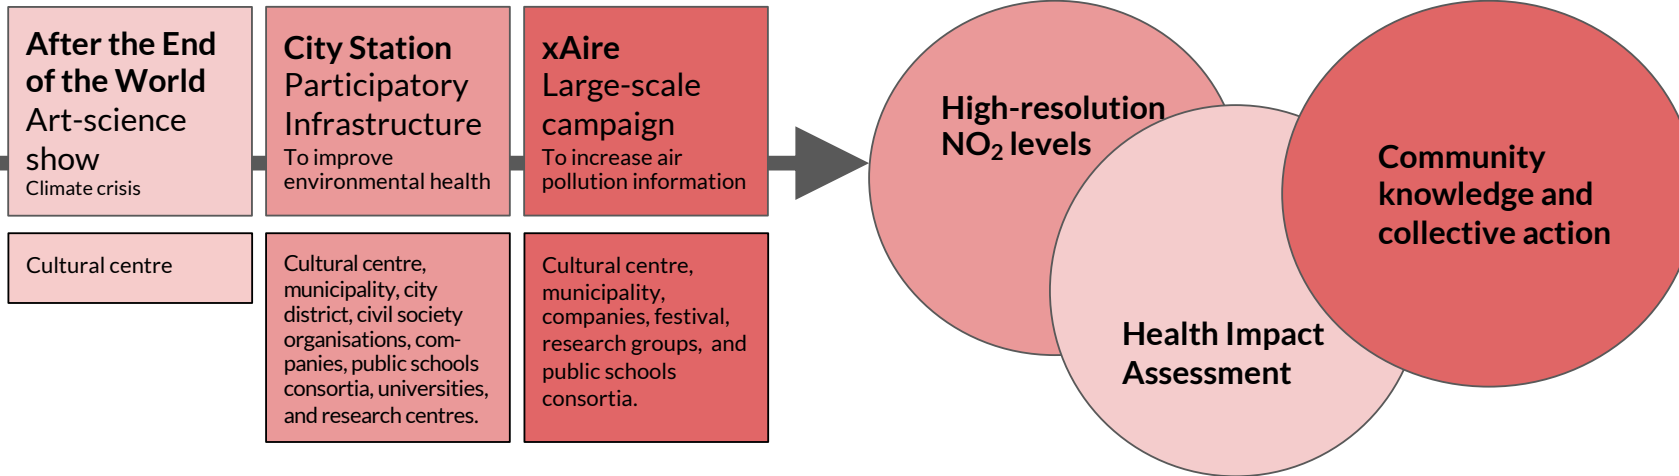 After the End
of the World
Art-science
show
Climate crisis
Cultural centre
City Station
Participatory
Infrastructure
To improve
environmental health
Cultural centre,
municipality, city
district, civil society
organisations, com-
panies, public schools
consortia, universities,
and research centres.
xAire
Large-scale
campaign
To increase air
pollution information
Cultural centre,
municipality,
companies, festival,
research groups, and
public schools
consortia.
High-resolution
NO₂ levels
Health Impact
Assessment
Community
knowledge and
collective action